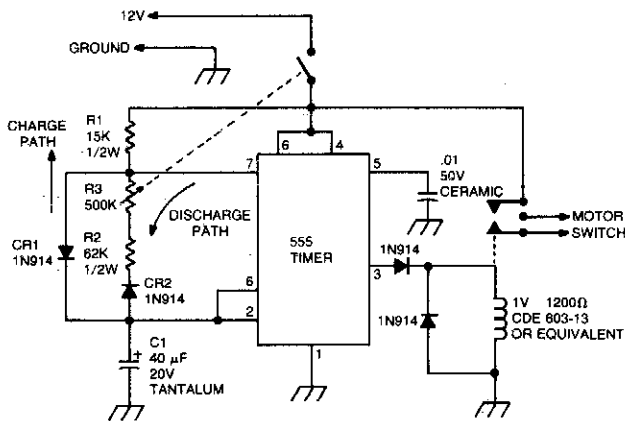 12V
GROUND
R1
15K
1/2W
CHARGE
PATH
6
4
7
5
.01
50V
CERAMIC
R3
500K
DISCHARGE
PATH
MOTOR
SWITCH
R2
62K
1/2W
CR1
1N914
555
TIMER
1N914
3
CR2
1N914
6
2
1N914
1V 1200Ω
CDE 603-13
OR EQUIVALENT
1
C1
+
40 µF
20V
TANTALUM